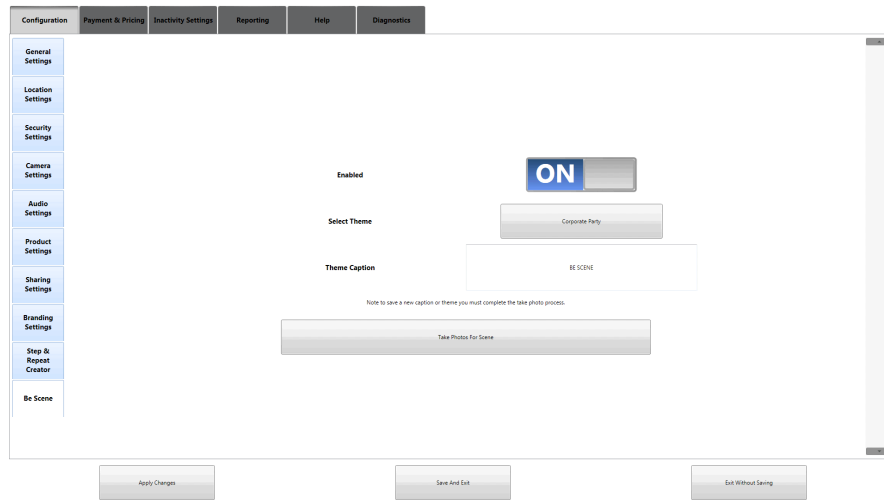 Configuration
Payment & Pricing
Inactivity Settings
Reporting
Help
Diagnostics
General
Settings
Location
Settings
Security
Settings
Camera
Settings
Audio
Settings
Product
Settings
Sharing
Settings
Branding
Settings
Step &
Repeat
Creator
Be Scene
Enabled
ON
Select Theme
Corporate Party
Theme Caption
BE SCENE
Note to save a new caption or theme you must complete the take photo process.
Take Photos For Scene
Apply Changes
Save And Exit
Exit Without Saving